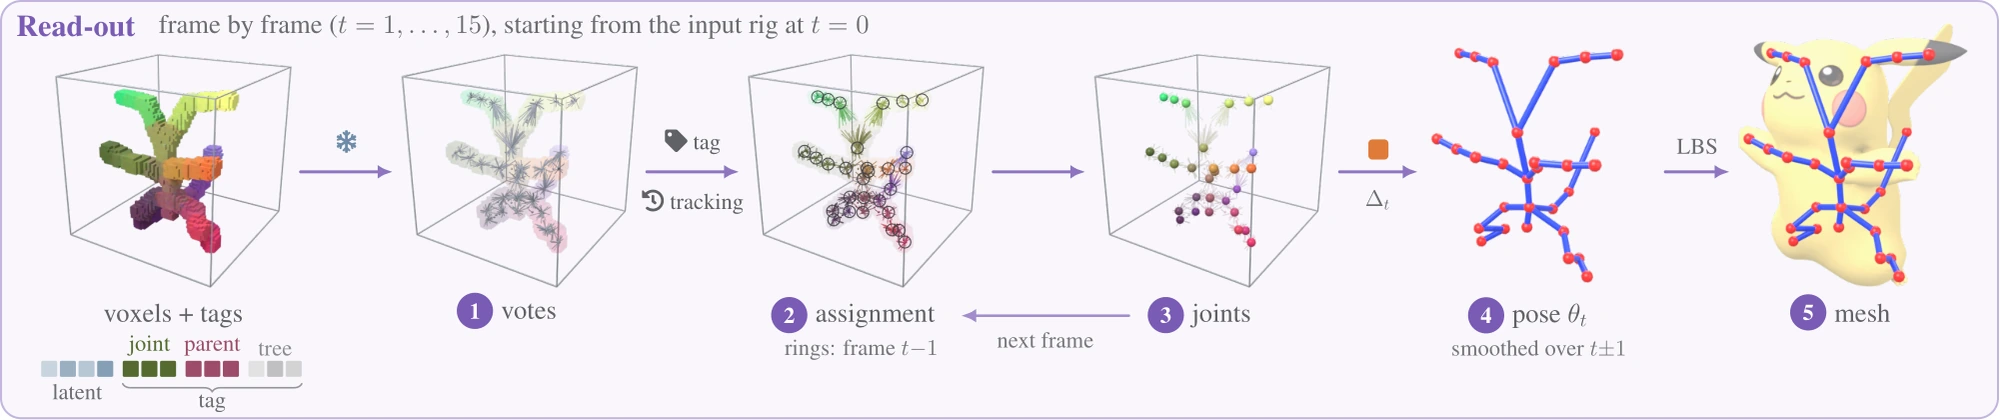 Read-out frame by frame (t = 1, . . . , 15), starting from the input rig at t = 0
voxels + tags
joint parent tree
latent
tag
1 votes
tag
tracking
2 assignment
rings: frame t−1
next frame
3 joints
Δt
4 pose θt
smoothed over t±1
LBS
5 mesh